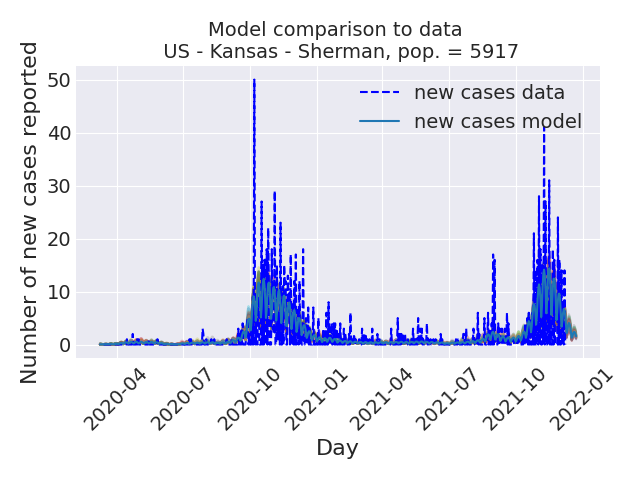 Model comparison to data
US - Kansas - Sherman, pop. = 5917
new cases data
new cases model
Number of new cases reported
50
40
30
20
10
0
2020-04
2020-07
2020-10
2021-01
2021-04
2021-07
2021-10
2022-01
Day